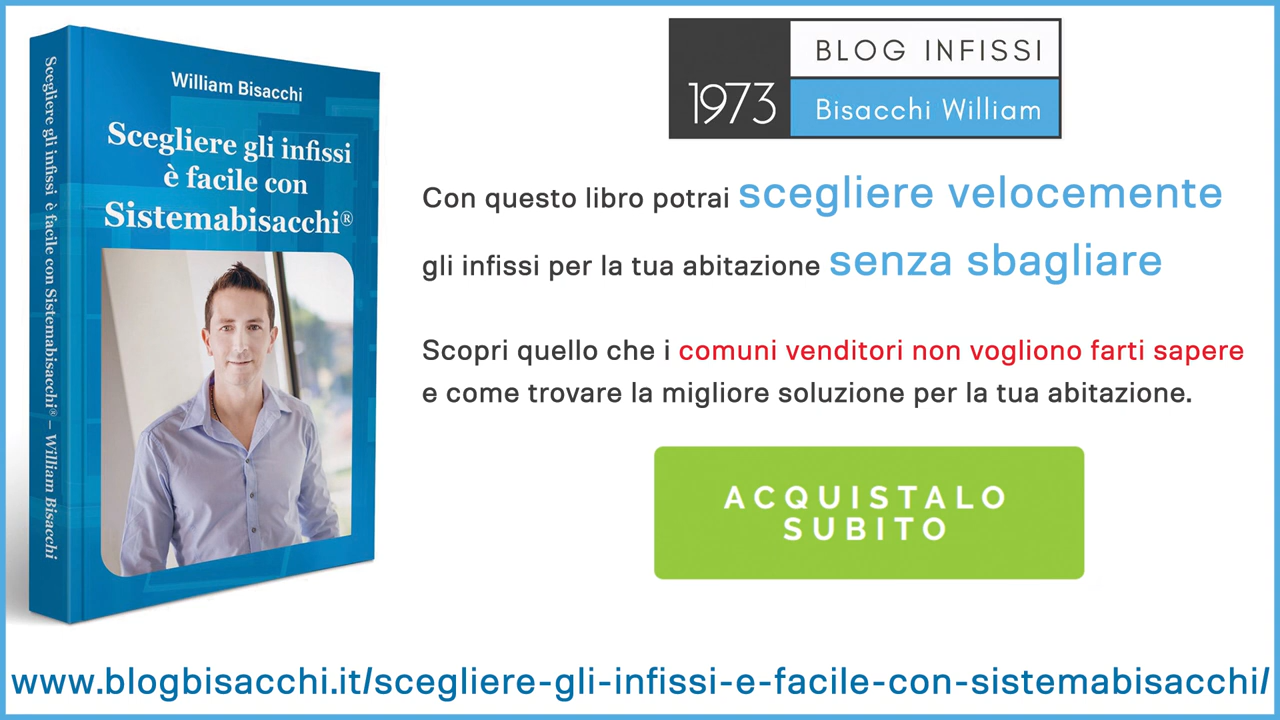 William Bisacchi
Scegliere gli infissi
è facile con
Sistemabisacchi®
Scegliere gli infissi è facile con Sistemabisacchi® – William Bisacchi
1973
BLOG INFISSI
Bisacchi William
Con questo libro potrai scegliere velocemente
gli infissi per la tua abitazione senza sbagliare
Scopri quello che i comuni venditori non vogliono farti sapere
e come trovare la migliore soluzione per la tua abitazione.
ACQUISTALO
SUBITO
www.blogbisacchi.it/scegliere-gli-infissi-e-facile-con-sistemabisacchi/